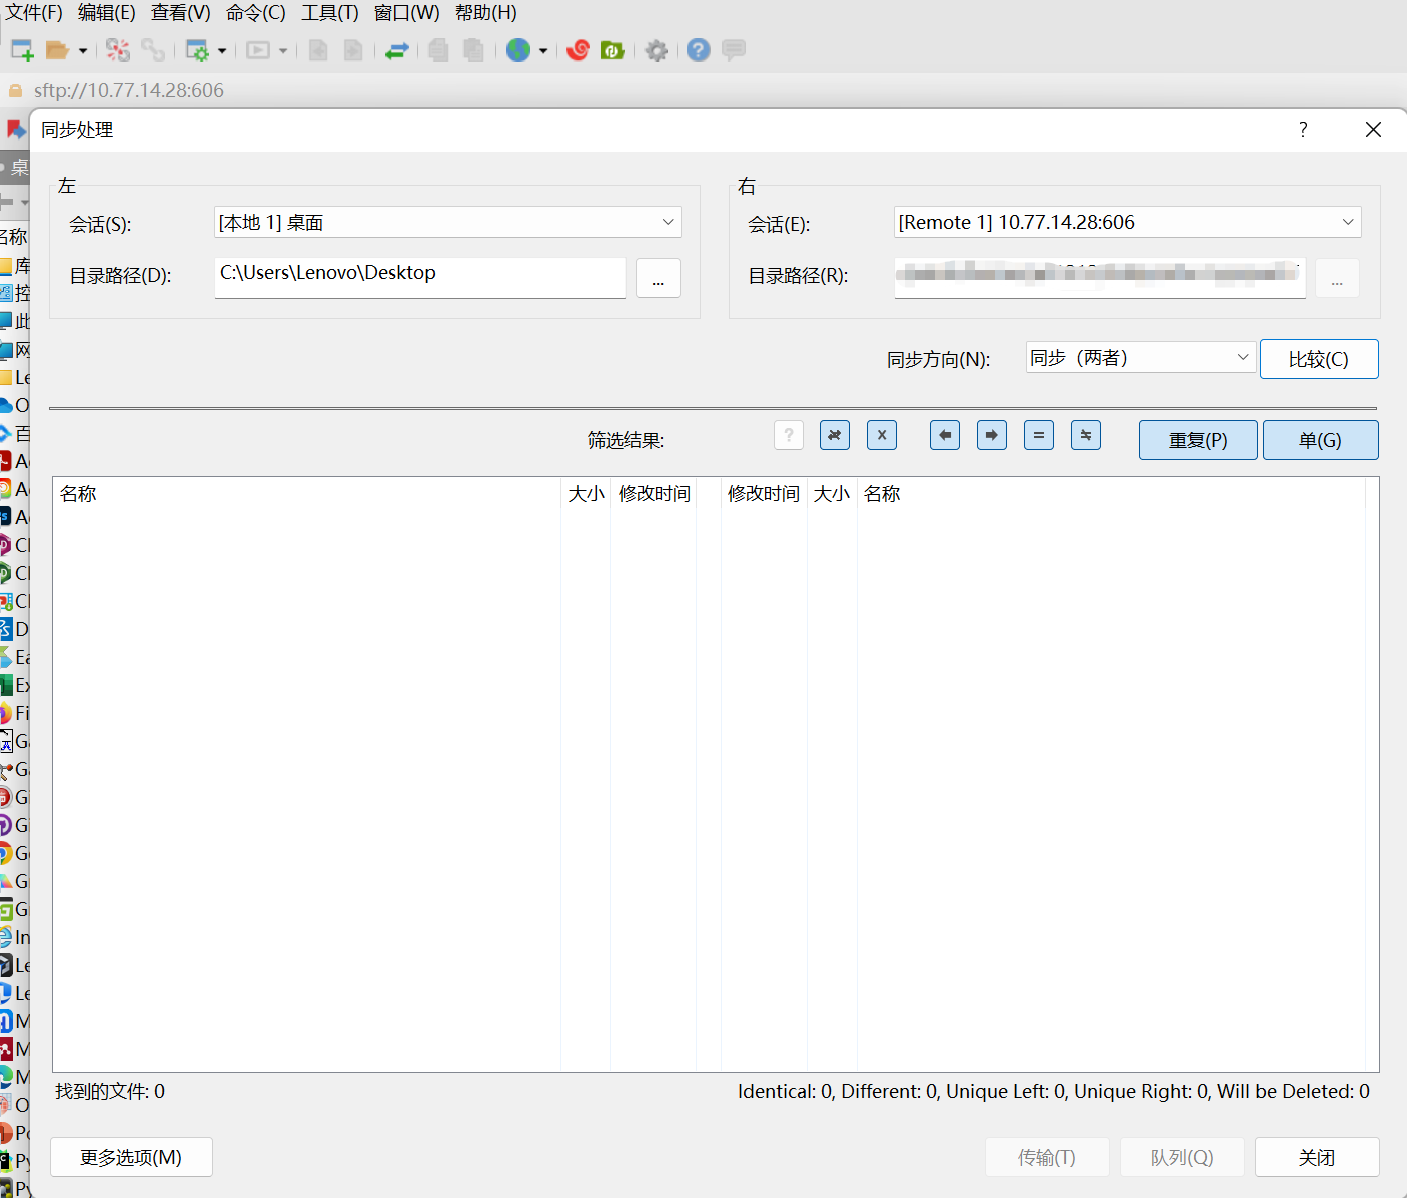 文件(F) 编辑(E) 查看(V) 命令(C) 工具(T) 窗口(W) 帮助(H)
sftp://10.77.14.28:606
同步处理
?
桌
左
会话(S):
[本地 1] 桌面
目录路径(D):
C:\Users\Lenovo\Desktop
...
右
会话(E):
[Remote 1] 10.77.14.28:606
目录路径(R):
...
同步方向(N):
同步（两者）
比较(C)
筛选结果:
重复(P)
单(G)
名称 大小 修改时间 修改时间 大小 名称
名称
库
控
此
网
Le
O
百
A
A
A
Cl
Cl
Cl
D
Ea
Ex
Fi
Ga
Ga
Gi
Gi
Go
G
G
In
Le
Le
M
M
M
O
Po
Py
Py
找到的文件: 0
Identical: 0, Different: 0, Unique Left: 0, Unique Right: 0, Will be Deleted: 0
更多选项(M)
传输(T)
队列(Q)
关闭